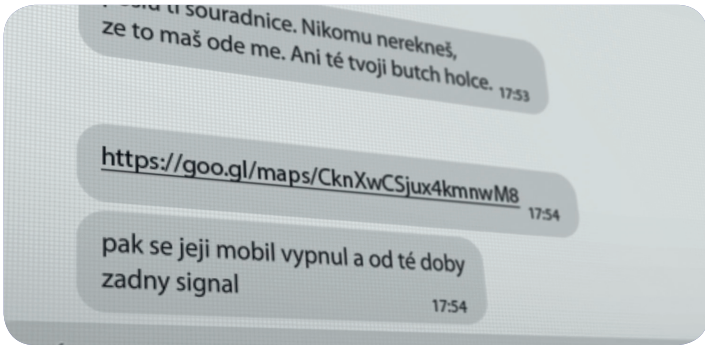 ti souradnice. Nikomu nerekneš,
ze to maš ode me. Ani té tvoji butch holce.
17:53
https://goo.gl/maps/CknXwCSjux4kmnwM8
17:54
pak se jeji mobil vypnul a od té doby
zadny signal
17:54